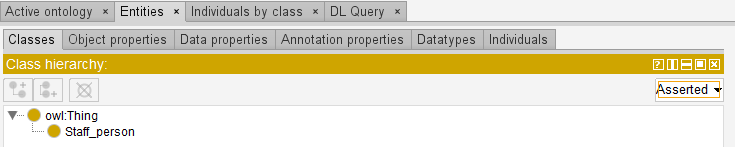 Active ontology × Entities × Individuals by class × DL Query ×
Classes Object properties Data properties Annotation properties Datatypes Individuals
Class hierarchy:
Asserted
owl:Thing
Staff_person